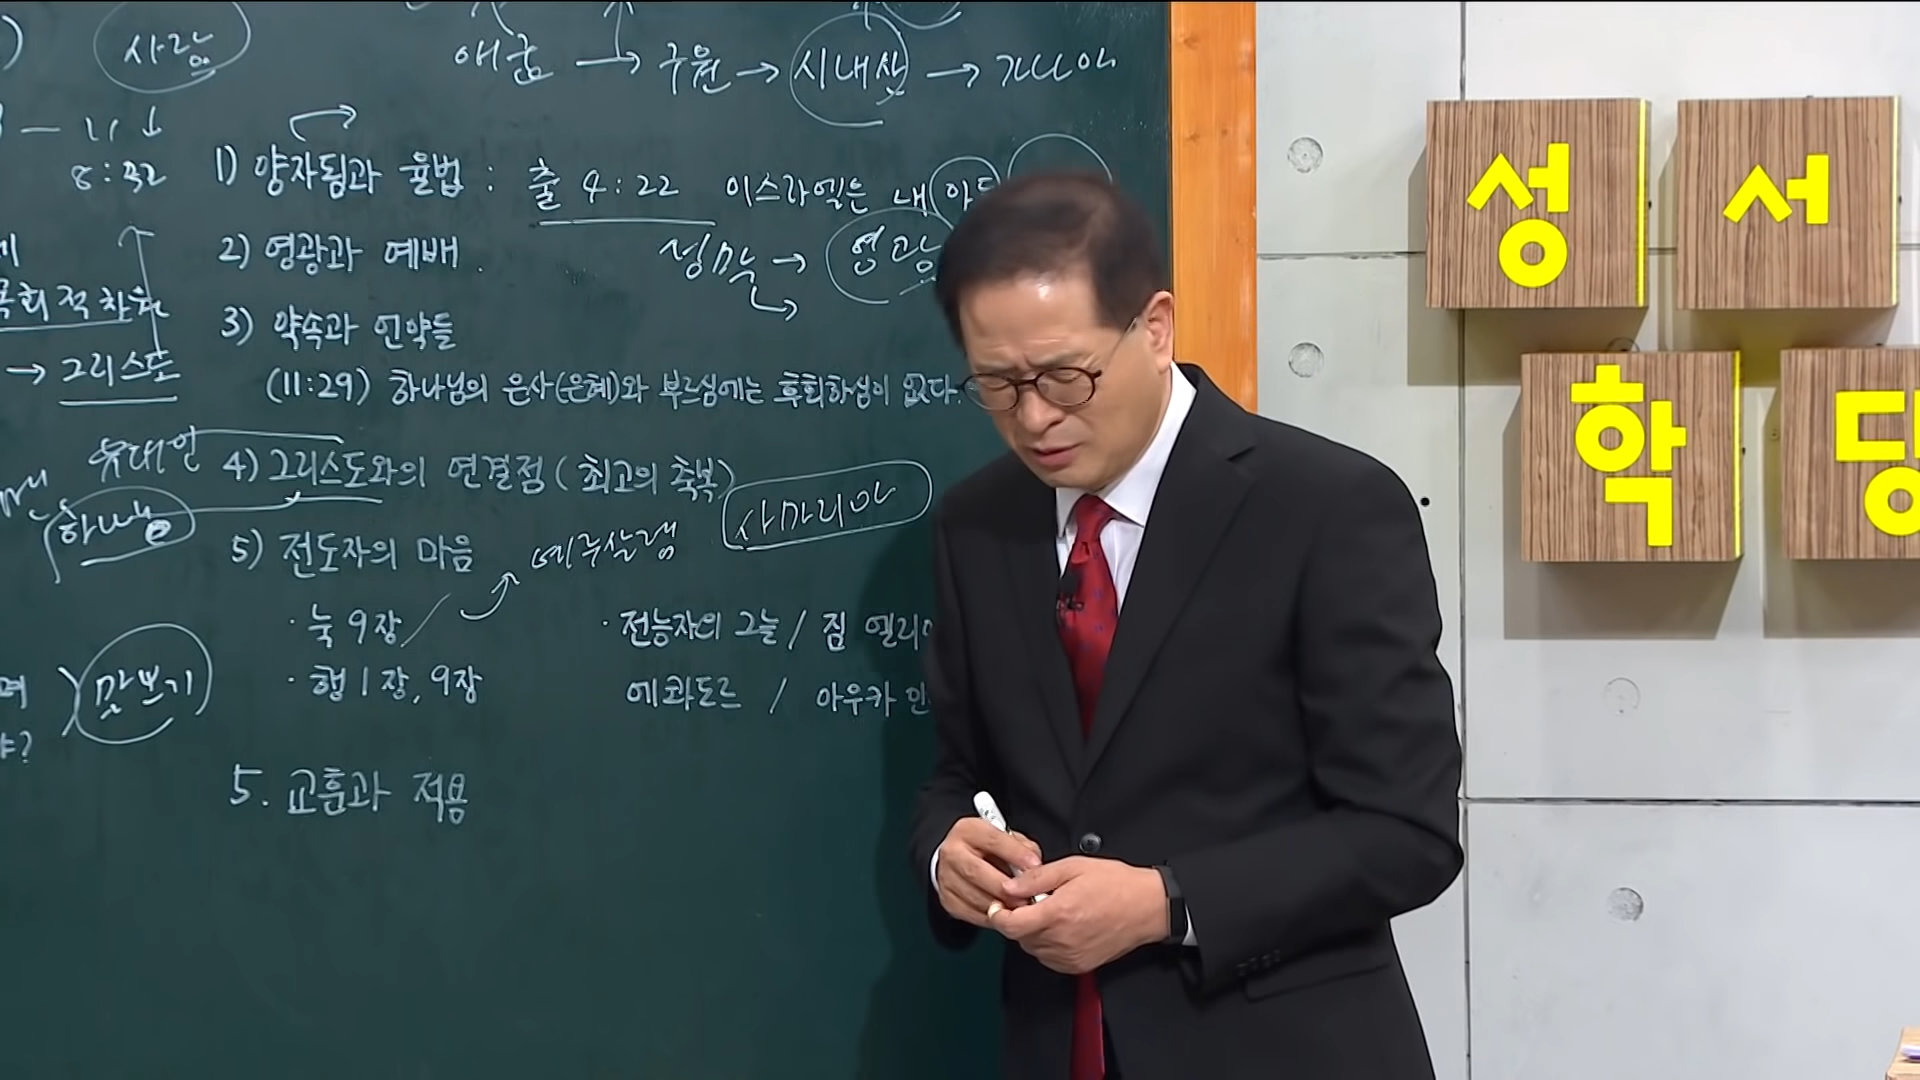 사랑
애굽 → 구원 → 시내산 → 가나안
8:32
1) 양자됨과 율법 : 출 4:22 이스라엘은 내
2) 영광과 예배
성막 → 영광
3) 약속과 언약들
→ 그리스도
(11:29) 하나님의 은사(은혜)와 부르심에는 후회하심이 없다.
유대인
4) 그리스도와의 연결점 (최고의 축복)
사마리아
하나님
5) 전도자의 마음
예루살렘
· 눅 9장
· 행 1장, 9장
· 전능자의 그늘 / 짐
에콰도르 / 아우카
맛보기
5. 교훈과 적용
성서
학당